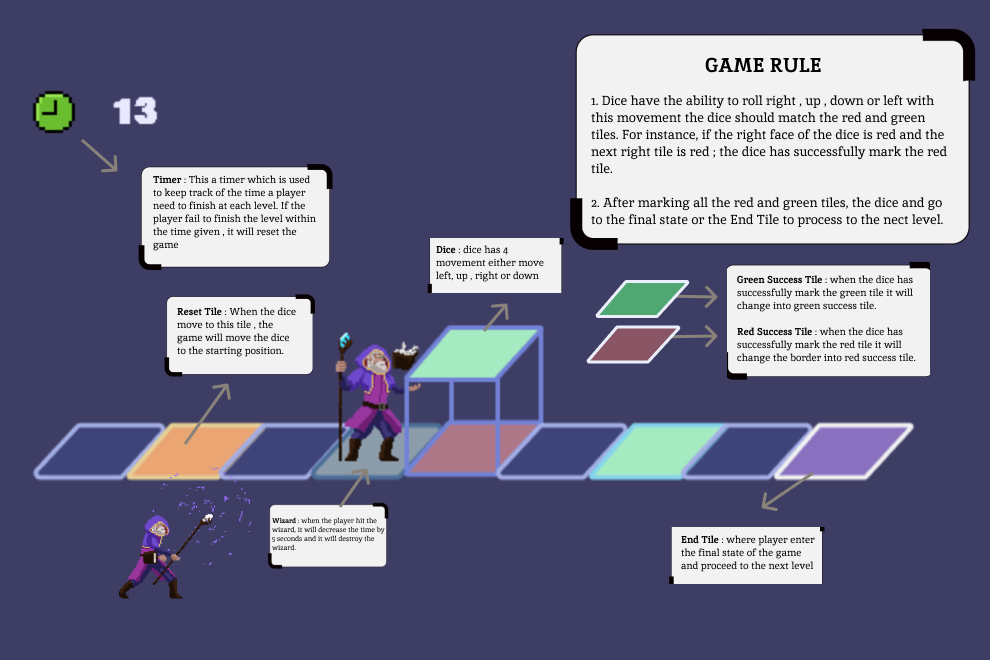 GAME RULE
1. Dice have the ability to roll right , up , down or left with
this movement the dice should match the red and green
tiles. For instance, if the right face of the dice is red and the
next right tile is red ; the dice has successfully mark the red
tile.
2. After marking all the red and green tiles, the dice and go
to the final state or the End Tile to process to the nect level.
13
Timer : This a timer which is used
to keep track of the time a player
need to finish at each level. If the
player fail to finish the level within
the time given , it will reset the
game
Dice : dice has 4
movement either move
left, up , right or down
Green Success Tile : when the dice has
successfully mark the green tile it will
change into green success tile.
Red Success Tile : when the dice has
successfully mark the red tile it will
change the border into red success tile.
Reset Tile : When the dice
move to this tile , the
game will move the dice
to the starting position.
Wizard : when the player hit the
wizard, it will decrease the time by
5 seconds and it will destroy the
wizard.
End Tile : where player enter
the final state of the game
and proceed to the next level